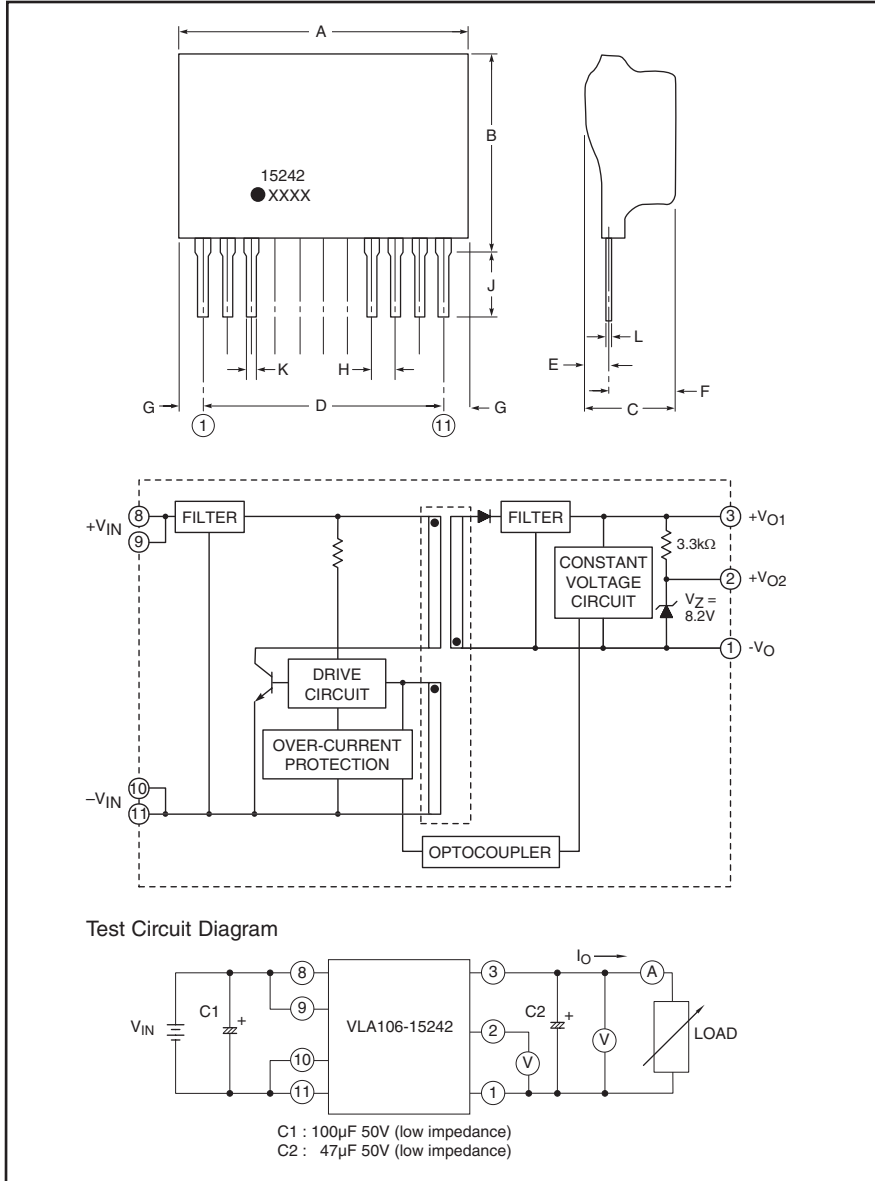 A
B
15242
●XXXX
J
L
K
H
E
F
G
D
G
C
1
11
8
+VIN
9
FILTER
FILTER
3
+VO1
3.3kΩ
CONSTANT
VOLTAGE
CIRCUIT
2
+VO2
VZ =
8.2V
1
-VO
DRIVE
CIRCUIT
OVER-CURRENT
PROTECTION
10
–VIN
11
OPTOCOUPLER
Test Circuit Diagram
IO
8
3
A
9
VIN
C1
+
VLA106-15242
2
C2
+
V
V
LOAD
10
11
1
C1 : 100µF 50V (low impedance)
C2 : 47µF 50V (low impedance)